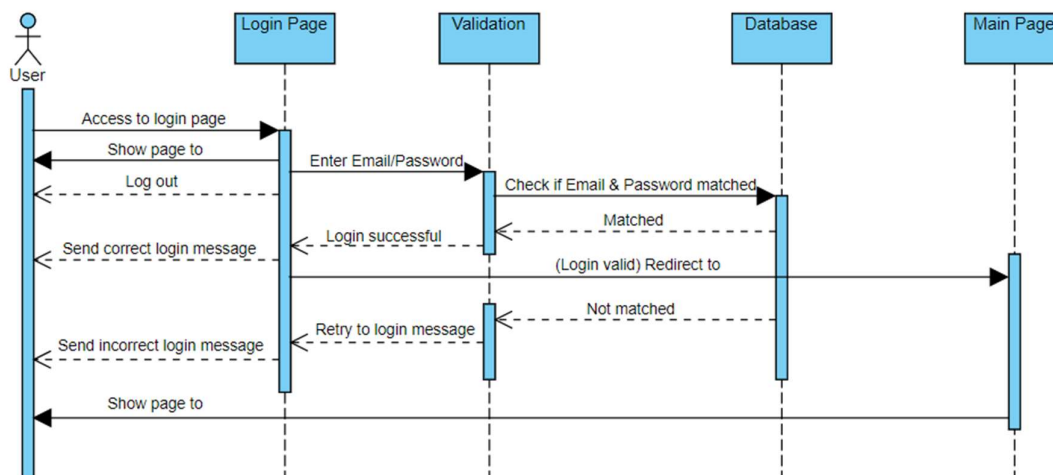 Login Page
Validation
Database
Main Page
User
Access to login page
Show page to
Enter Email/Password
Log out
Check if Email & Password matched
Matched
Login successful
Send correct login message
(Login valid) Redirect to
Not matched
Retry to login message
Send incorrect login message
Show page to